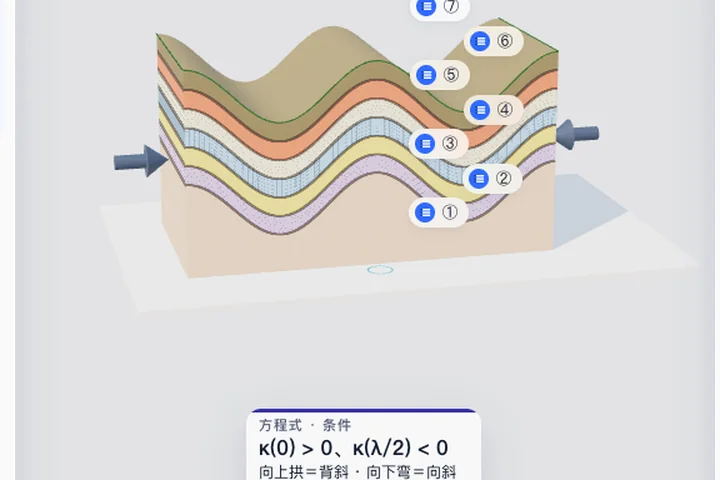 ⑦
⑥
⑤
④
③
②
①
方程式 · 条件
κ(0) > 0、κ(λ/2) < 0
向上拱＝背斜 · 向下弯＝向斜